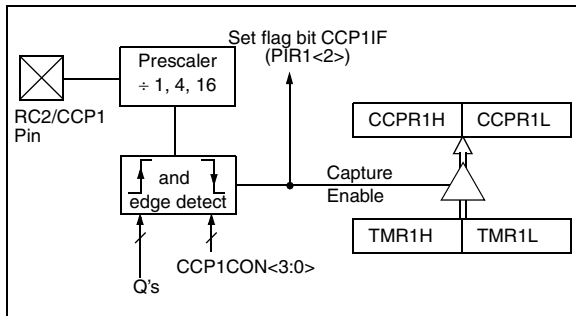 Set flag bit CCP1IF
(PIR1<2>)
Prescaler
÷ 1, 4, 16
RC2/CCP1
Pin
CCPR1H
CCPR1L
and
edge detect
Capture
Enable
TMR1H
TMR1L
CCP1CON<3:0>
Q's